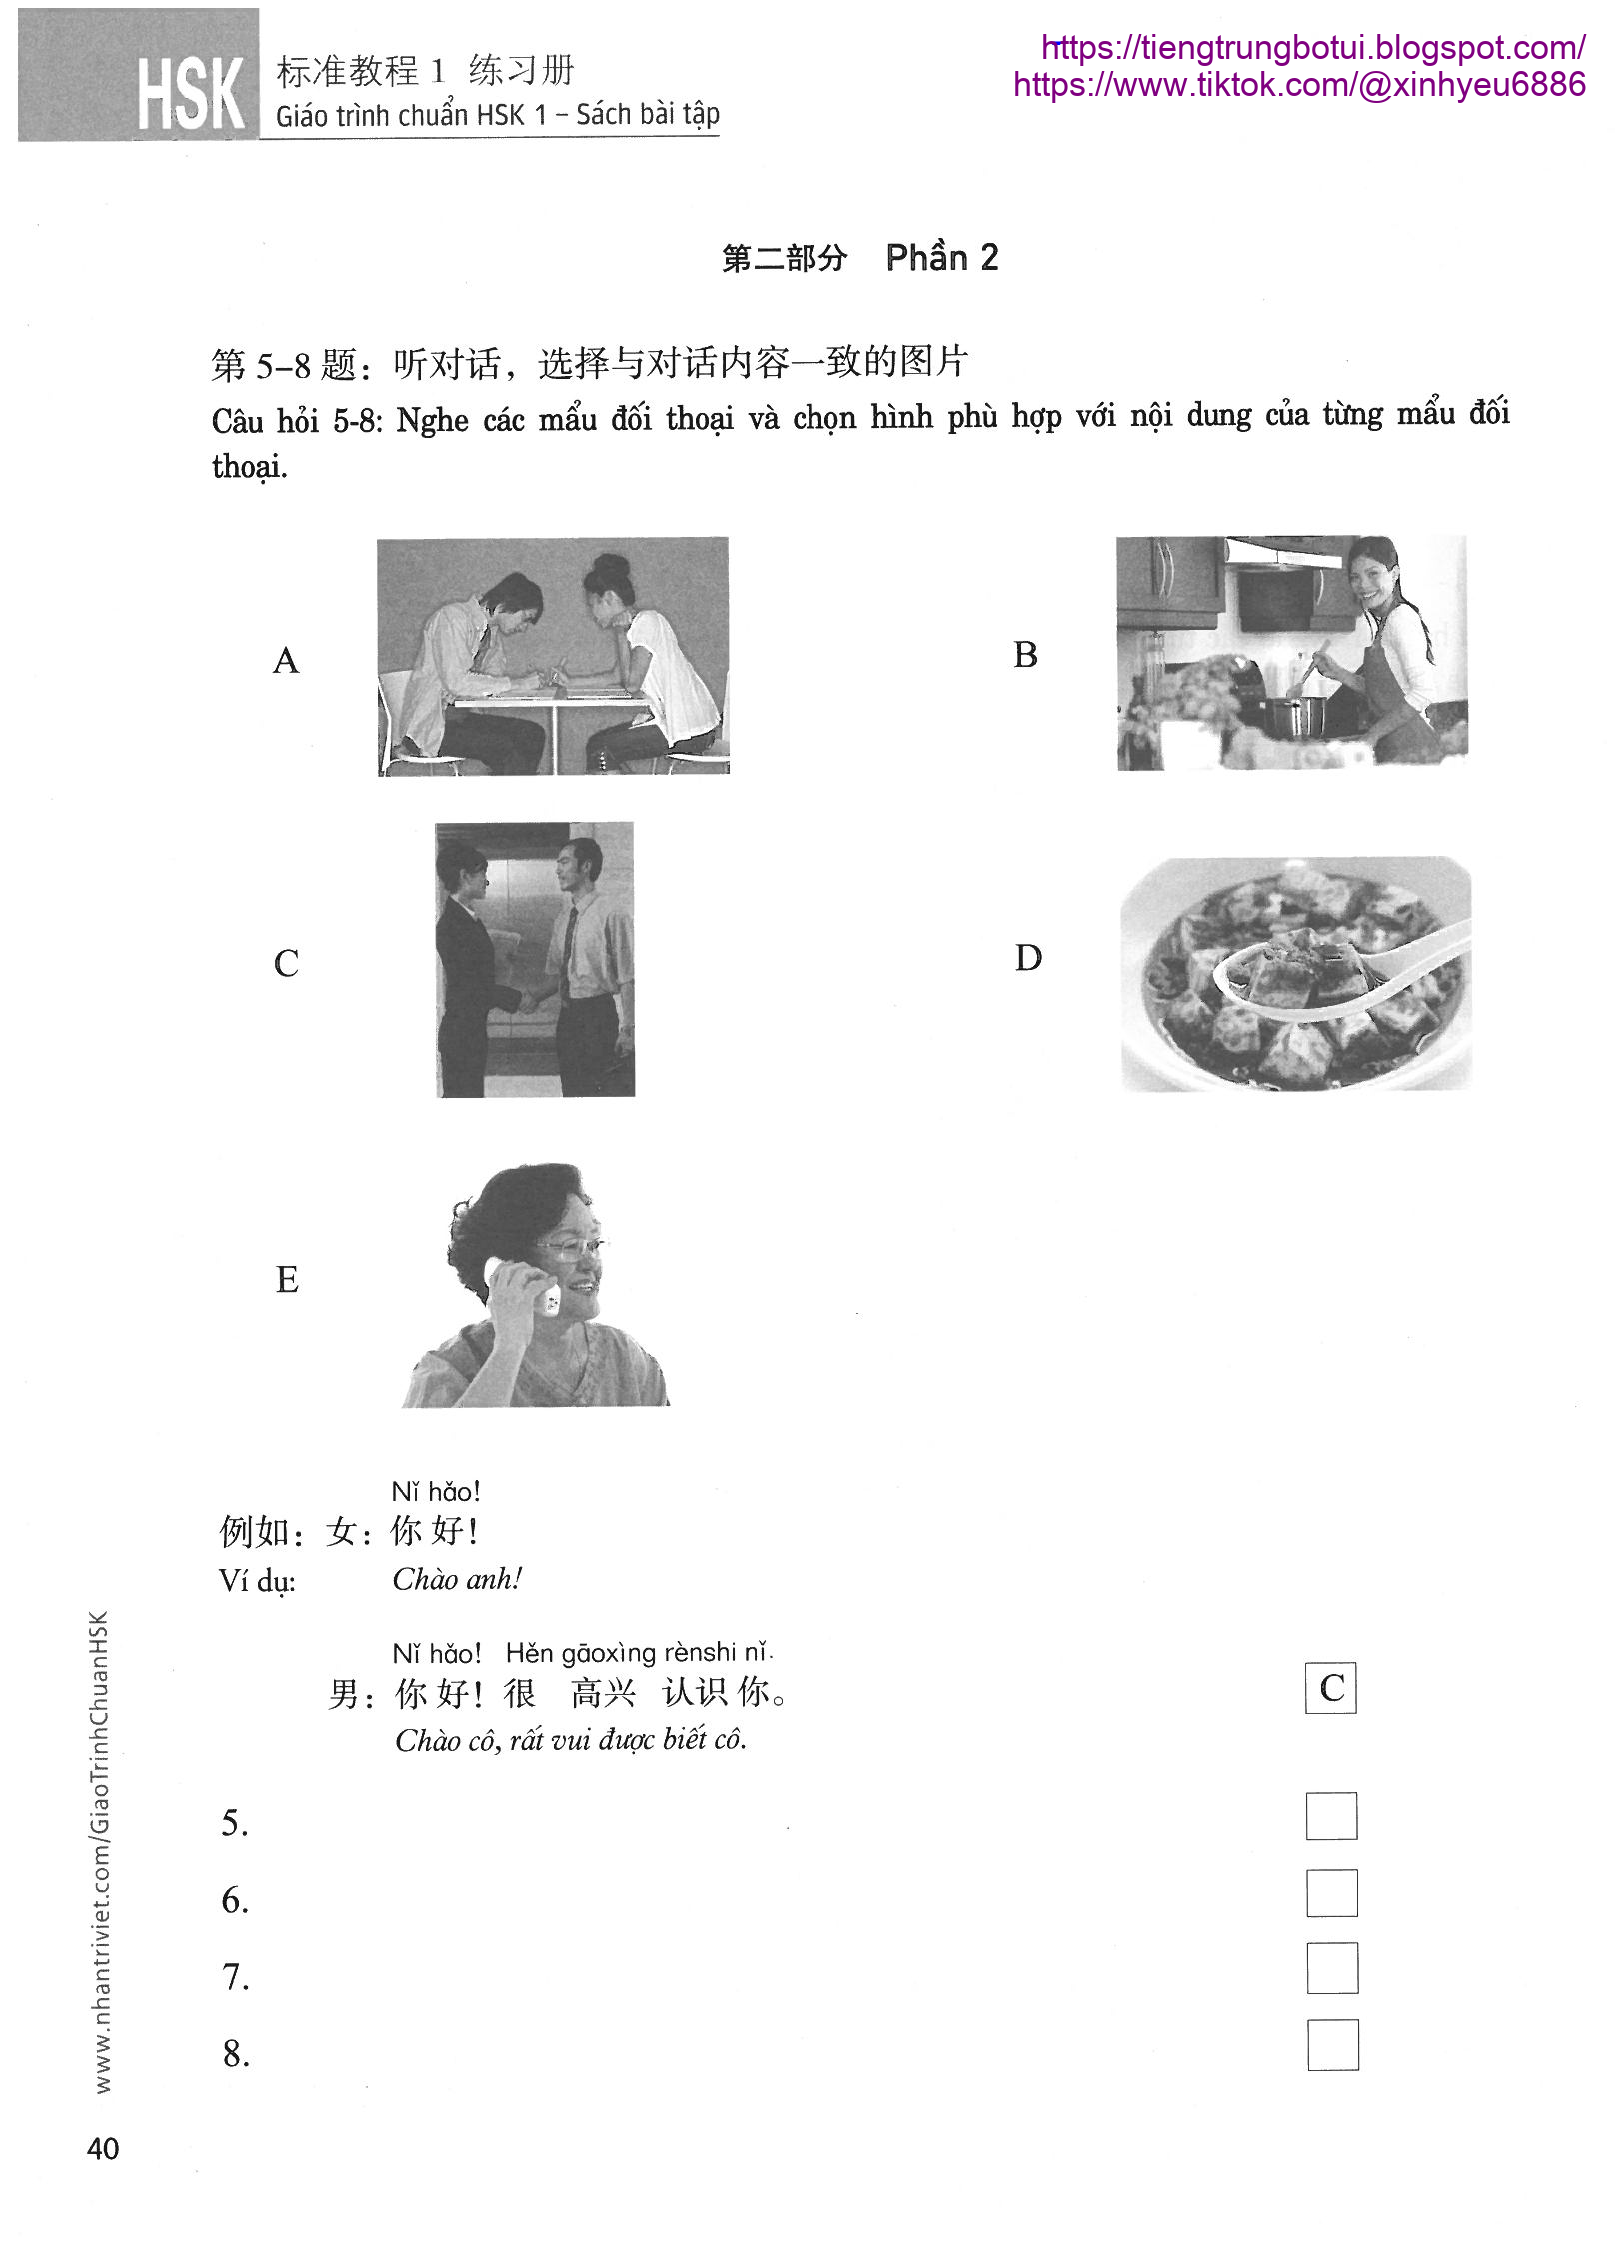 https://tiengtrungbotui.blogspot.com/
https://www.tiktok.com/@xinhyeu6886
HSK 标准教程 1 练习册
Giáo trình chuẩn HSK 1 – Sách bài tập
第二部分 Phần 2
第 5–8 题：听对话，选择与对话内容一致的图片
Câu hỏi 5-8: Nghe các mẩu đối thoại và chọn hình phù hợp với nội dung của từng mẩu đối
thoại.
A
B
C
D
E
Nǐ hǎo!
例如：女：你好！
Ví dụ: Chào anh!
Nǐ hǎo! Hěn gāoxìng rènshi nǐ.
男：你好！很 高兴 认识你。 C
Chào cô, rất vui được biết cô.
5.
6.
7.
8.
www.nhantriviet.com/GiaoTrinhChuanHSK
40